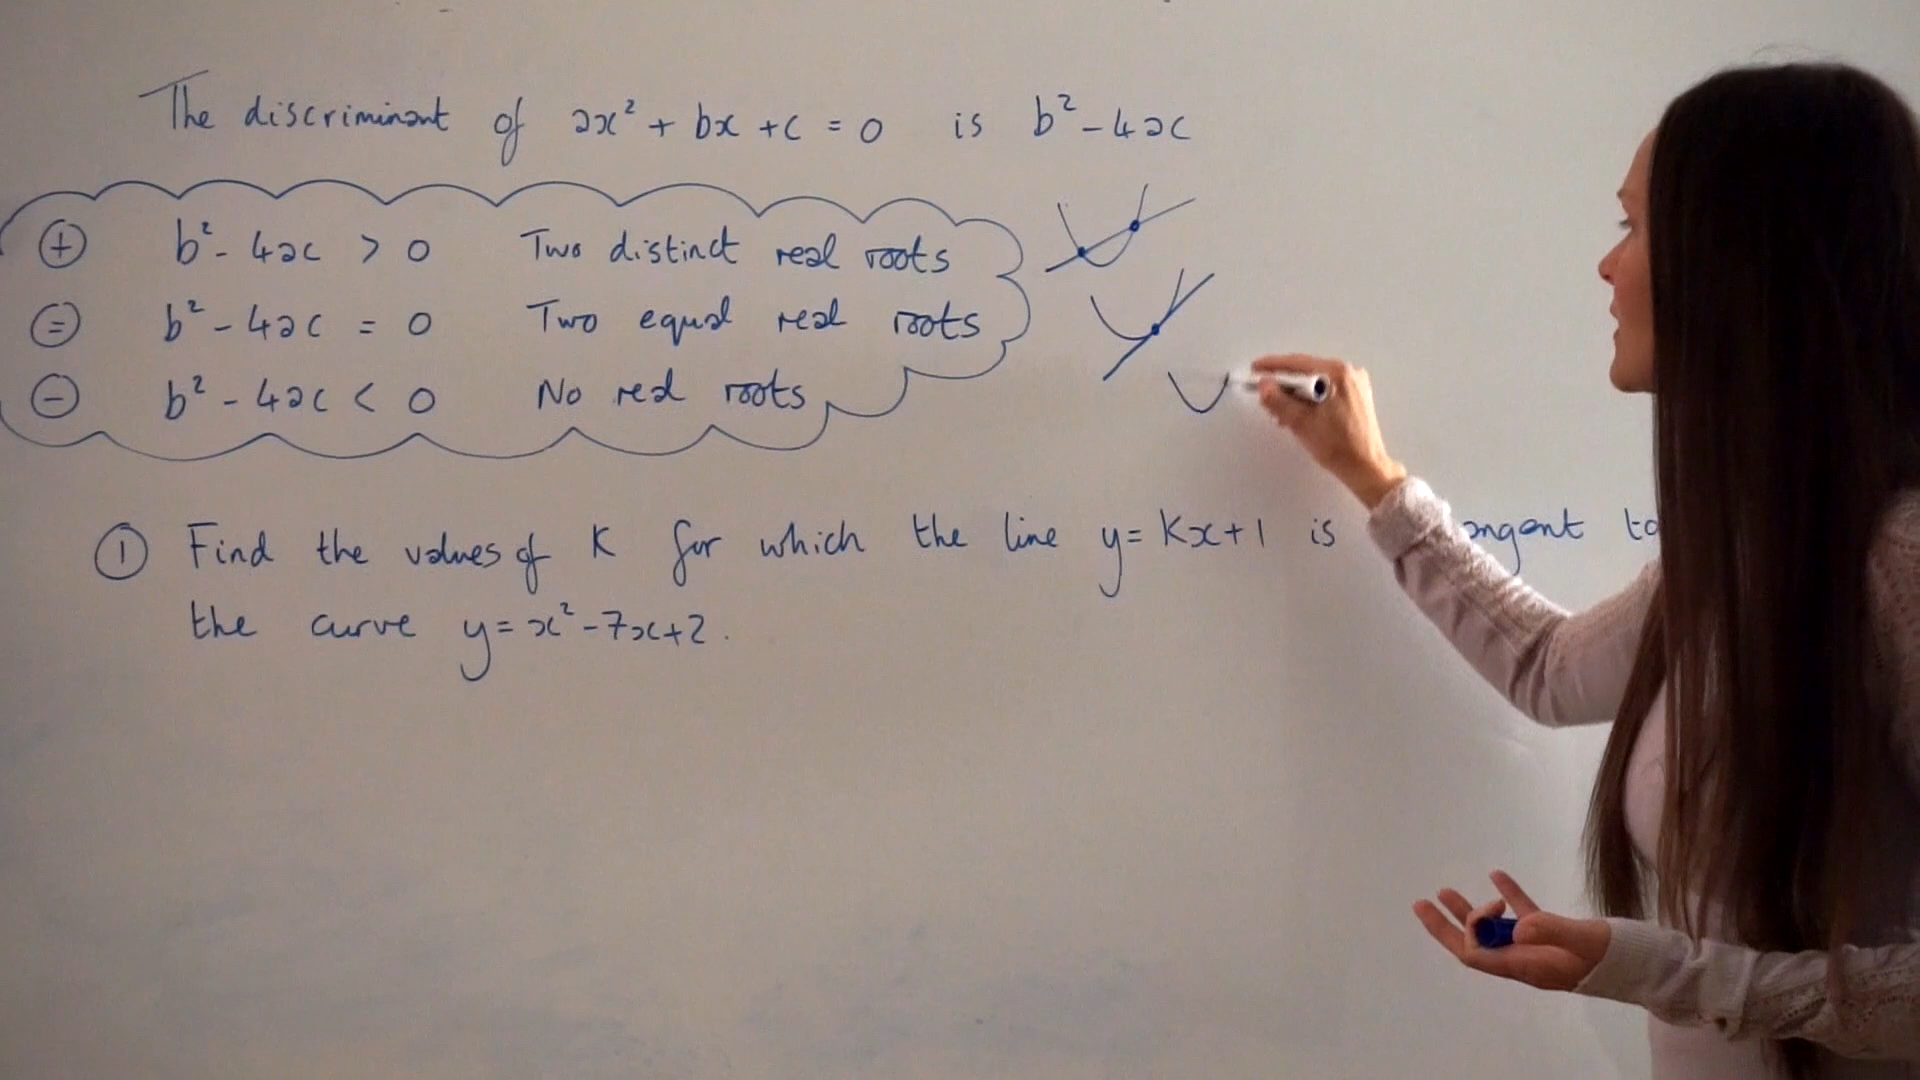 The discriminant of ax² + bx + c = 0 is b² - 4ac
⊕ b² - 4ac > 0 Two distinct real roots
⊜ b² - 4ac = 0 Two equal real roots
⊖ b² - 4ac < 0 No real roots
① Find the values of K for which the line y = Kx + 1 is angent to
the curve y = x² - 7x + 2.